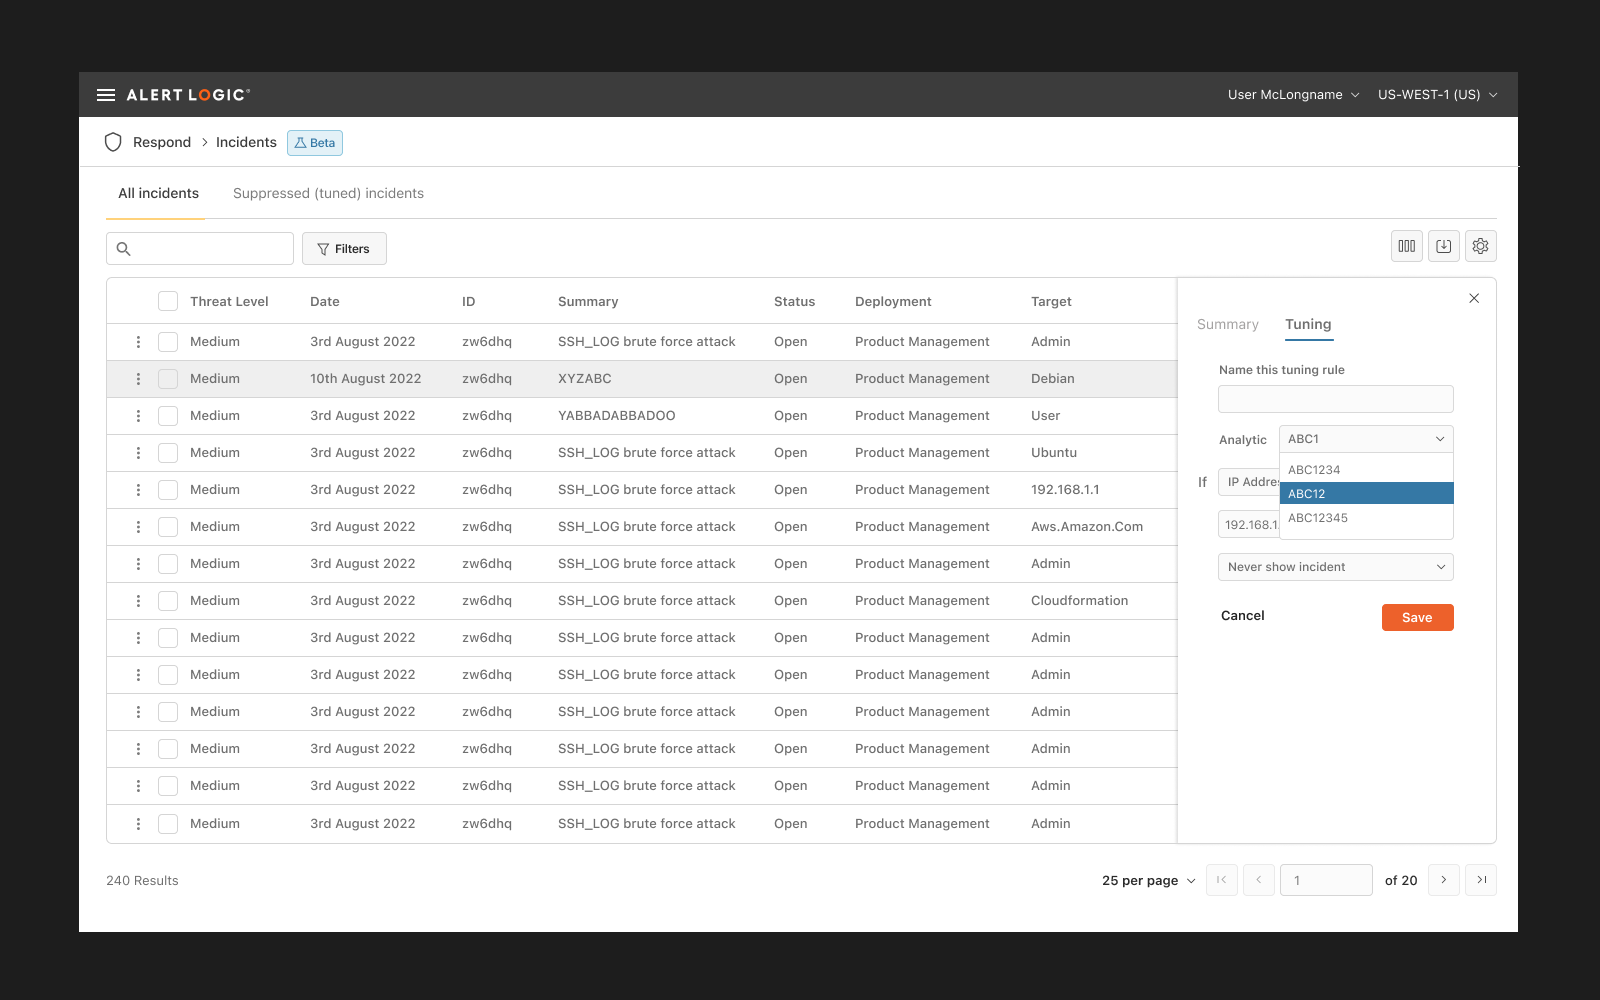 ALERT LOGIC® User McLongname US-WEST-1 (US)
Respond > Incidents Beta
All incidents Suppressed (tuned) incidents
Filters
Threat Level Date ID Summary Status Deployment Target
Medium 3rd August 2022 zw6dhq SSH_LOG brute force attack Open Product Management Admin
Medium 10th August 2022 zw6dhq XYZABC Open Product Management Debian
Medium 3rd August 2022 zw6dhq YABBADABBADOO Open Product Management User
Medium 3rd August 2022 zw6dhq SSH_LOG brute force attack Open Product Management Ubuntu
Medium 3rd August 2022 zw6dhq SSH_LOG brute force attack Open Product Management 192.168.1.1
Medium 3rd August 2022 zw6dhq SSH_LOG brute force attack Open Product Management Aws.Amazon.Com
Medium 3rd August 2022 zw6dhq SSH_LOG brute force attack Open Product Management Admin
Medium 3rd August 2022 zw6dhq SSH_LOG brute force attack Open Product Management Cloudformation
Medium 3rd August 2022 zw6dhq SSH_LOG brute force attack Open Product Management Admin
Medium 3rd August 2022 zw6dhq SSH_LOG brute force attack Open Product Management Admin
Medium 3rd August 2022 zw6dhq SSH_LOG brute force attack Open Product Management Admin
Medium 3rd August 2022 zw6dhq SSH_LOG brute force attack Open Product Management Admin
Medium 3rd August 2022 zw6dhq SSH_LOG brute force attack Open Product Management Admin
Medium 3rd August 2022 zw6dhq SSH_LOG brute force attack Open Product Management Admin
Summary Tuning
Name this tuning rule
Analytic ABC1
ABC1234
If IP Addre
ABC12
ABC12345
192.168.1.
Never show incident
Cancel Save
240 Results 25 per page 1 of 20